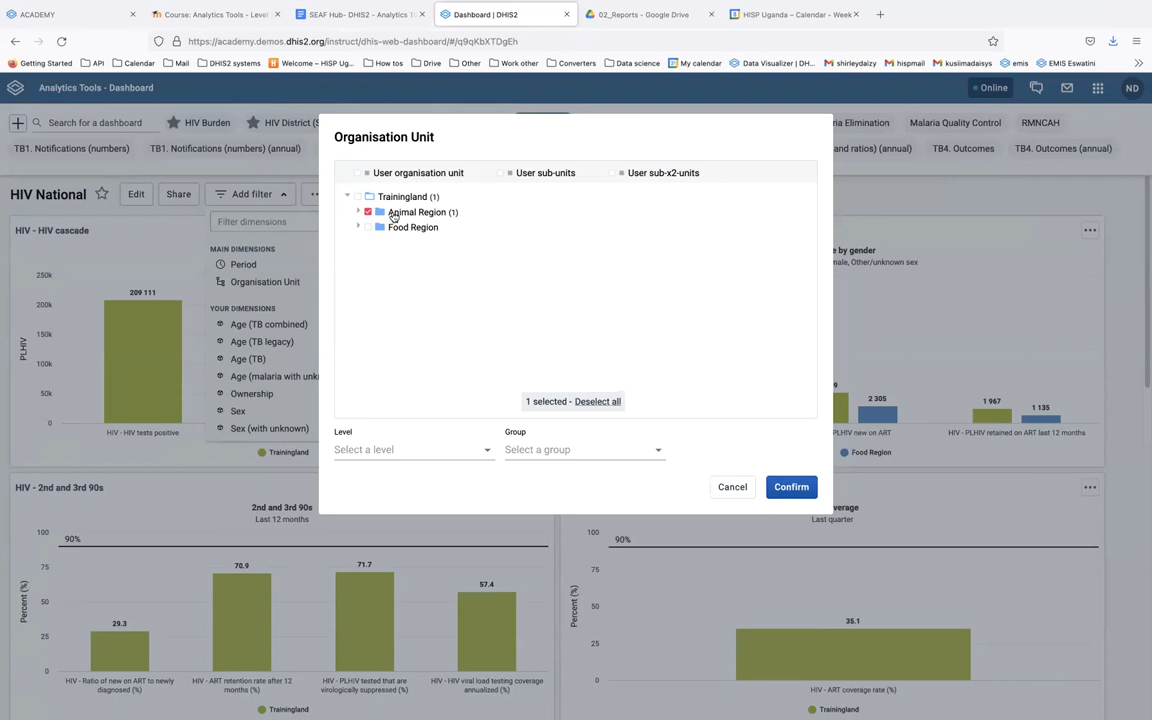 ACADEMY
Course: Analytics Tools - Level
SEAF Hub- DHIS2 - Analytics T
Dashboard | DHIS2
02_Reports - Google Drive
HISP Uganda – Calendar - Week
https://academy.demos.dhis2.org/instruct/dhis-web-dashboard/#/q9qKbXTDgEh
Getting Started
API
Calendar
Mail
DHIS2 systems
Welcome – HISP Ug...
How tos
Drive
Other
Work other
Converters
Data science
My calendar
Data Visualizer | DH...
shirleydaizy
hispmail
kusiimadaisys
emis
EMIS Eswatini
Analytics Tools - Dashboard
Online
ND
Search for a dashboard
HIV Burden
HIV District (S
ria Elimination
Malaria Quality Control
RMNCAH
TB1. Notifications (numbers)
TB1. Notifications (numbers) (annual)
and ratios) (annual)
TB4. Outcomes
TB4. Outcomes (annual)
HIV National
Edit
Share
Add filter
Filter dimensions
MAIN DIMENSIONS
Period
Organisation Unit
YOUR DIMENSIONS
Age (TB combined)
Age (TB legacy)
Age (TB)
Age (malaria with unk
Ownership
Sex
Sex (with unknown)
Organisation Unit
User organisation unit
User sub-units
User sub-x2-units
Trainingland (1)
Animal Region (1)
Food Region
1 selected - Deselect all
Level
Select a level
Group
Select a group
Cancel
Confirm
HIV - HIV cascade
250k
200k
150k
100k
50k
0
PLHIV
209 111
HIV - HIV tests positive
Trainingland
e by gender
male, Other/unknown sex
9
2 305
1 967
1 135
PLHIV new on ART
HIV - PLHIV retained on ART last 12 months
Food Region
HIV - 2nd and 3rd 90s
2nd and 3rd 90s
Last 12 months
100
75
50
25
0
Percent (%)
90%
29.3
70.9
71.7
57.4
HIV - Ratio of new on ART to newly diagnosed (%)
HIV - ART retention rate after 12 months (%)
HIV - PLHIV tested that are virologically suppressed (%)
HIV - HIV viral load testing coverage annualized (%)
Trainingland
verage
Last quarter
100
75
50
25
0
Percent (%)
90%
35.1
HIV - ART coverage rate (%)
Trainingland